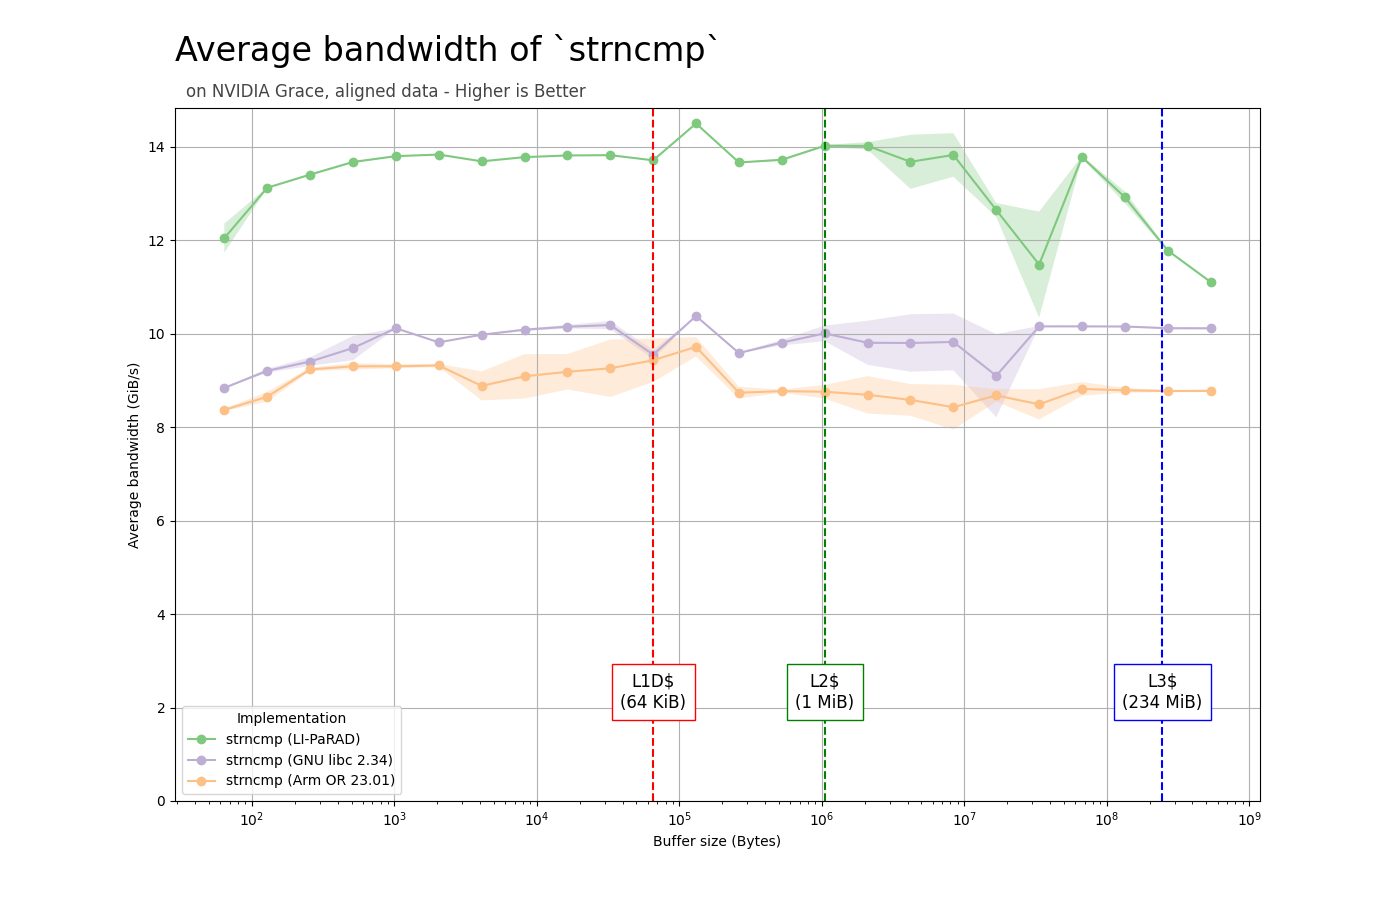 Average bandwidth of `strncmp`
on NVIDIA Grace, aligned data - Higher is Better
Average bandwidth (GiB/s)
14
12
10
8
6
4
2
0
L1D$
(64 KiB)
L2$
(1 MiB)
L3$
(234 MiB)
Implementation
strncmp (LI-PaRAD)
strncmp (GNU libc 2.34)
strncmp (Arm OR 23.01)
10² 10³ 10⁴ 10⁵ 10⁶ 10⁷ 10⁸ 10⁹
Buffer size (Bytes)